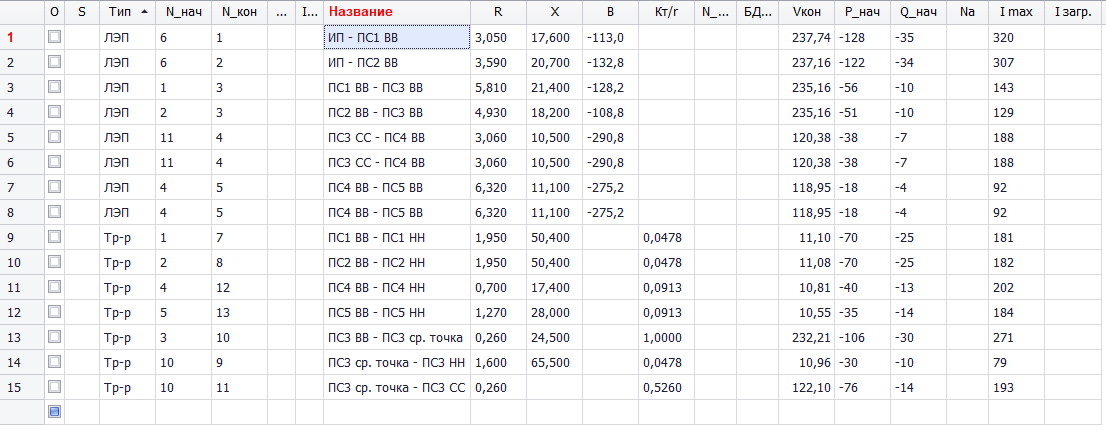 O S Тип N_нач N_кон ... I... Название R X B Кт/r N_... БД... Vкон P_нач Q_нач Na I max I загр.
1 ЛЭП 6 1 ИП - ПС1 ВВ 3,050 17,600 -113,0 237,74 -128 -35 320
2 ЛЭП 6 2 ИП - ПС2 ВВ 3,590 20,700 -132,8 237,16 -122 -34 307
3 ЛЭП 1 3 ПС1 ВВ - ПС3 ВВ 5,810 21,400 -128,2 235,16 -56 -10 143
4 ЛЭП 2 3 ПС2 ВВ - ПС3 ВВ 4,930 18,200 -108,8 235,16 -51 -10 129
5 ЛЭП 11 4 ПС3 СС - ПС4 ВВ 3,060 10,500 -290,8 120,38 -38 -7 188
6 ЛЭП 11 4 ПС3 СС - ПС4 ВВ 3,060 10,500 -290,8 120,38 -38 -7 188
7 ЛЭП 4 5 ПС4 ВВ - ПС5 ВВ 6,320 11,100 -275,2 118,95 -18 -4 92
8 ЛЭП 4 5 ПС4 ВВ - ПС5 ВВ 6,320 11,100 -275,2 118,95 -18 -4 92
9 Тр-р 1 7 ПС1 ВВ - ПС1 НН 1,950 50,400 0,0478 11,10 -70 -25 181
10 Тр-р 2 8 ПС2 ВВ - ПС2 НН 1,950 50,400 0,0478 11,08 -70 -25 182
11 Тр-р 4 12 ПС4 ВВ - ПС4 НН 0,700 17,400 0,0913 10,81 -40 -13 202
12 Тр-р 5 13 ПС5 ВВ - ПС5 НН 1,270 28,000 0,0913 10,55 -35 -14 184
13 Тр-р 3 10 ПС3 ВВ - ПС3 ср. точка 0,260 24,500 1,0000 232,21 -106 -30 271
14 Тр-р 10 9 ПС3 ср. точка - ПС3 НН 1,600 65,500 0,0478 10,96 -30 -10 79
15 Тр-р 10 11 ПС3 ср. точка - ПС3 СС 0,260 0,5260 122,10 -76 -14 193